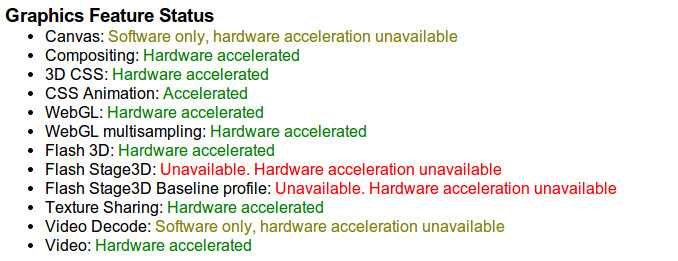 Graphics Feature Status
Canvas: Software only, hardware acceleration unavailable
Compositing: Hardware accelerated
3D CSS: Hardware accelerated
CSS Animation: Accelerated
WebGL: Hardware accelerated
WebGL multisampling: Hardware accelerated
Flash 3D: Hardware accelerated
Flash Stage3D: Unavailable. Hardware acceleration unavailable
Flash Stage3D Baseline profile: Unavailable. Hardware acceleration unavailable
Texture Sharing: Hardware accelerated
Video Decode: Software only, hardware acceleration unavailable
Video: Hardware accelerated